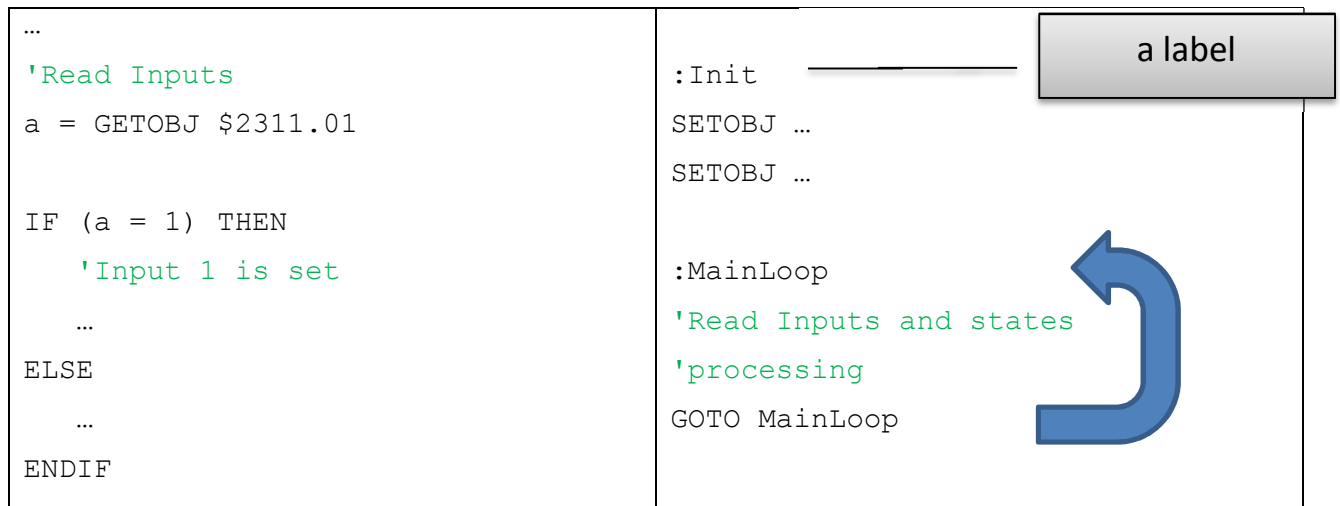 …
'Read Inputs
a = GETOBJ $2311.01
IF (a = 1) THEN
'Input 1 is set
…
ELSE
…
ENDIF
:Init
a label
SETOBJ …
SETOBJ …
:MainLoop
'Read Inputs and states
'processing
GOTO MainLoop